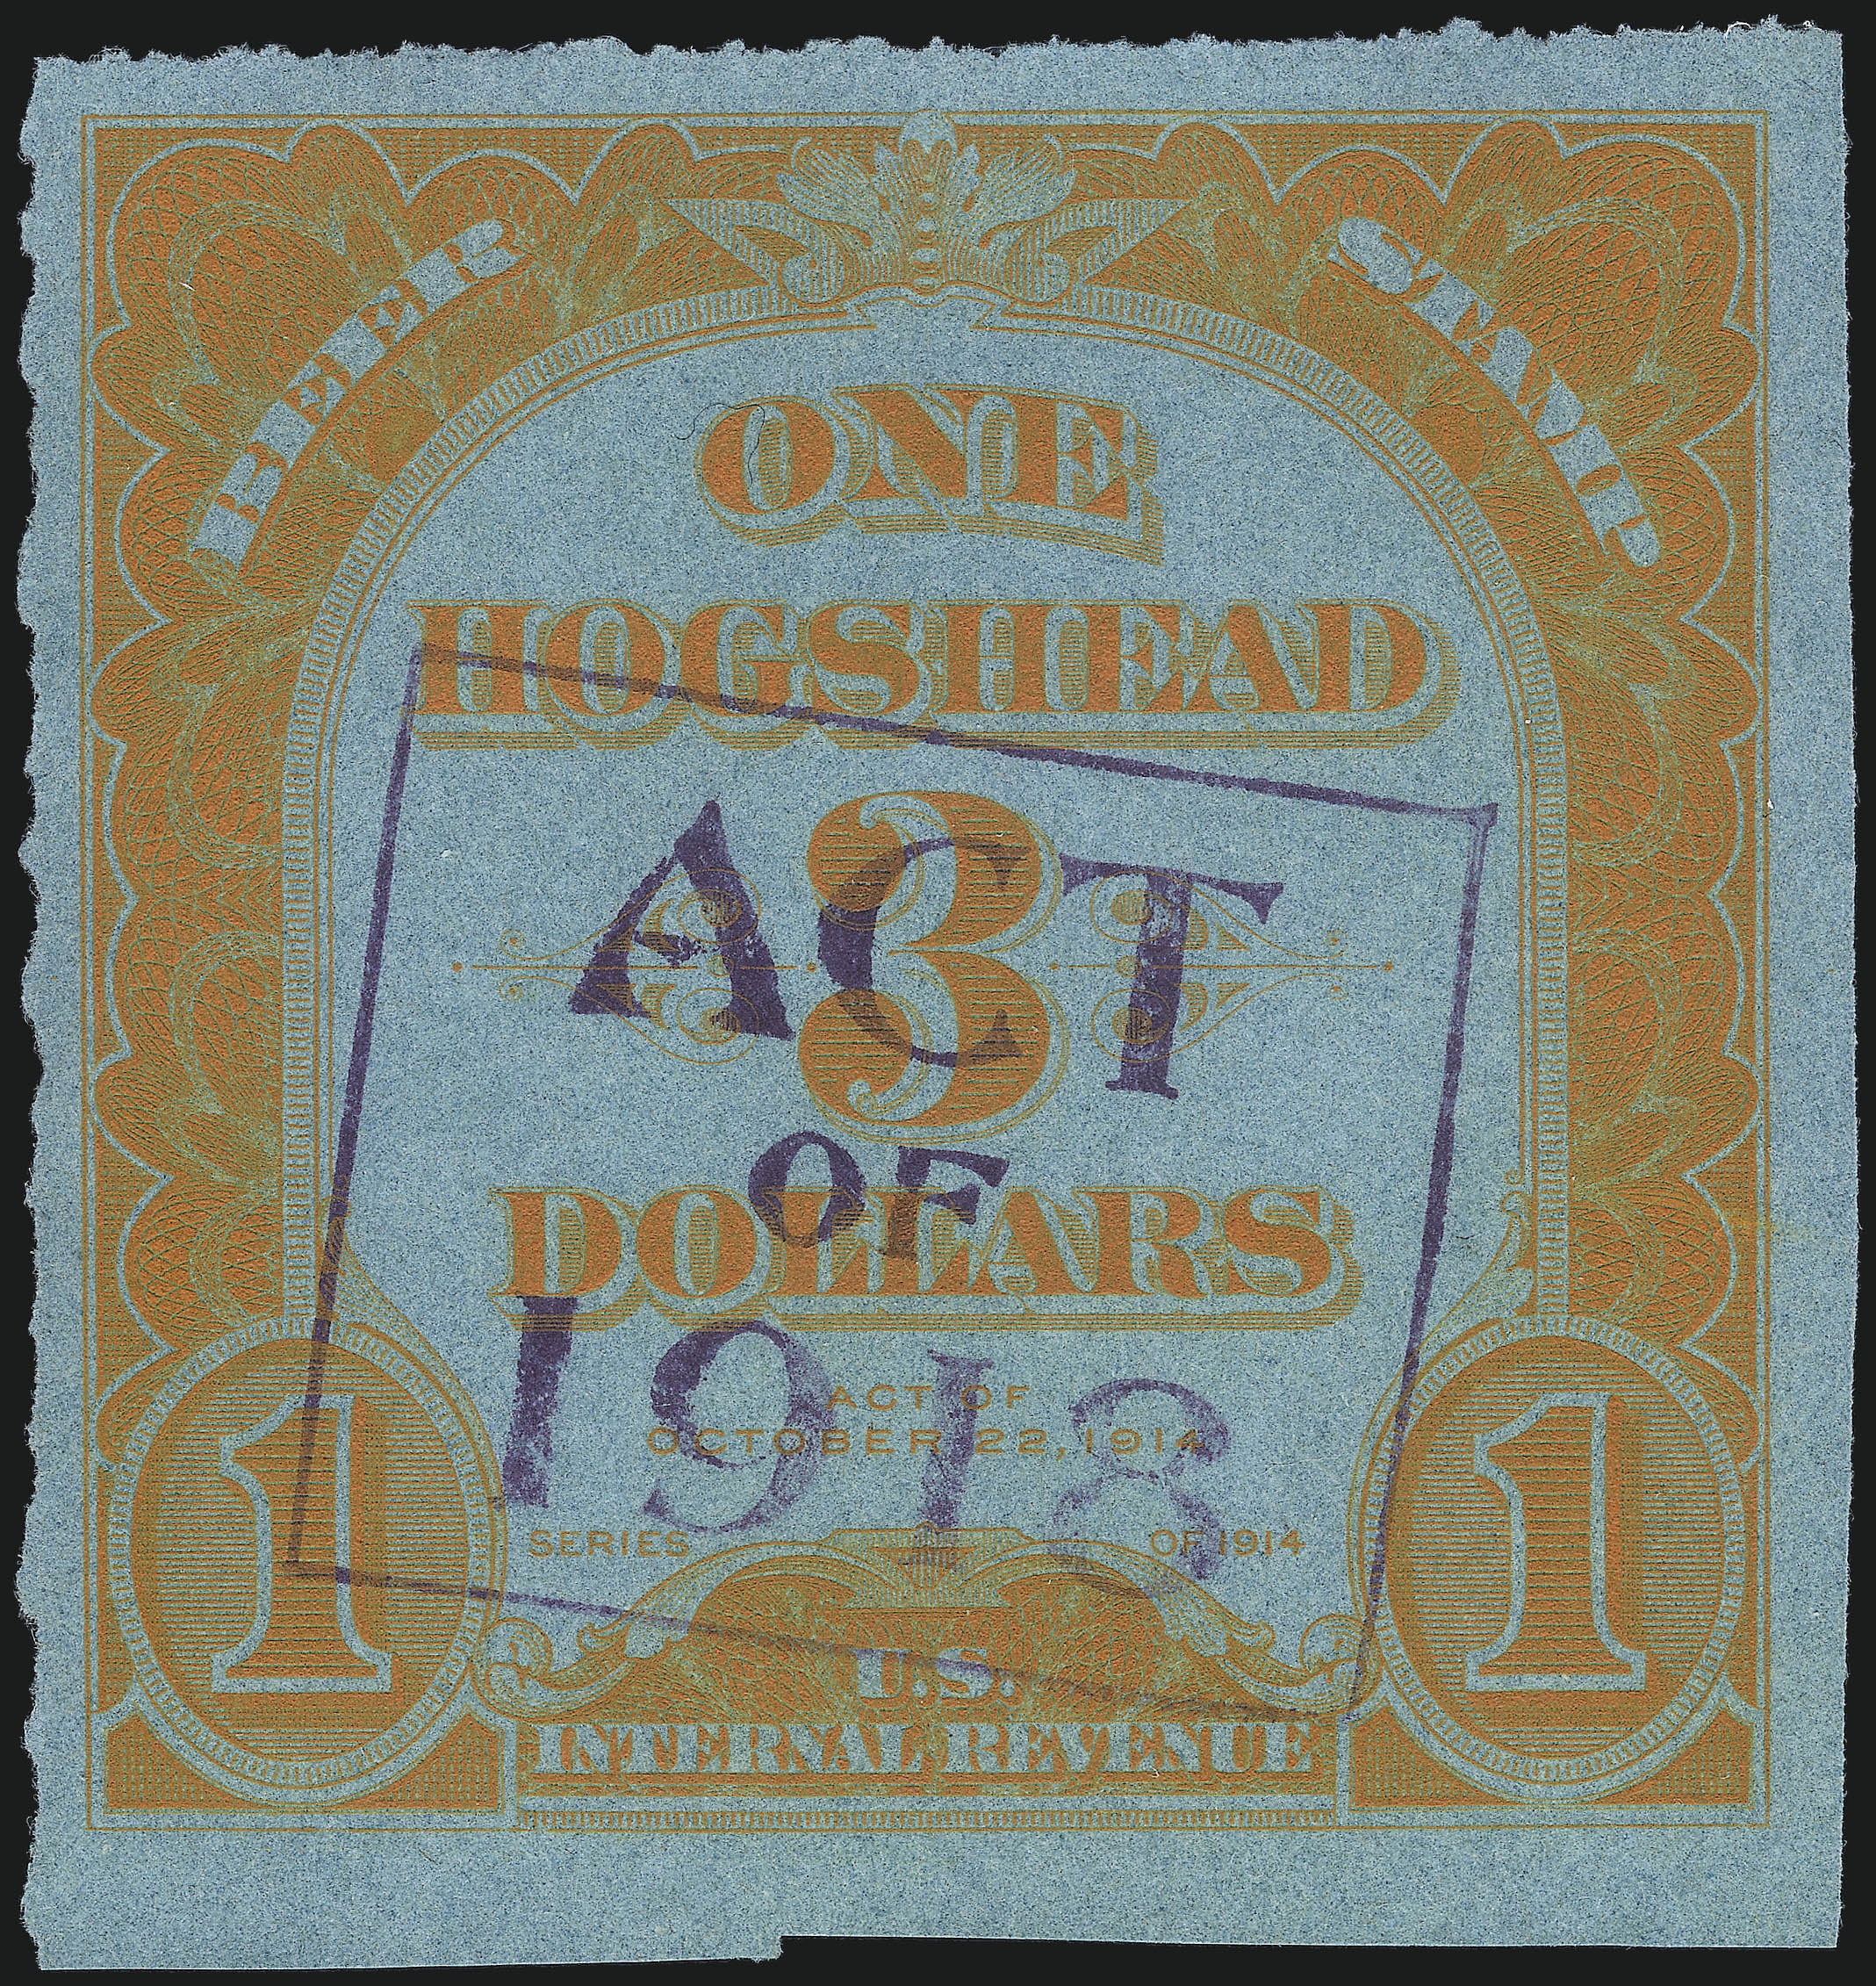 BEER STAMP
ONE
HOGSHEAD
3
DOLLARS
ACT OF
OCTOBER 22, 1914
SERIES OF 1914
1 1
U.S.
INTERNAL REVENUE
ACT
OF
1918